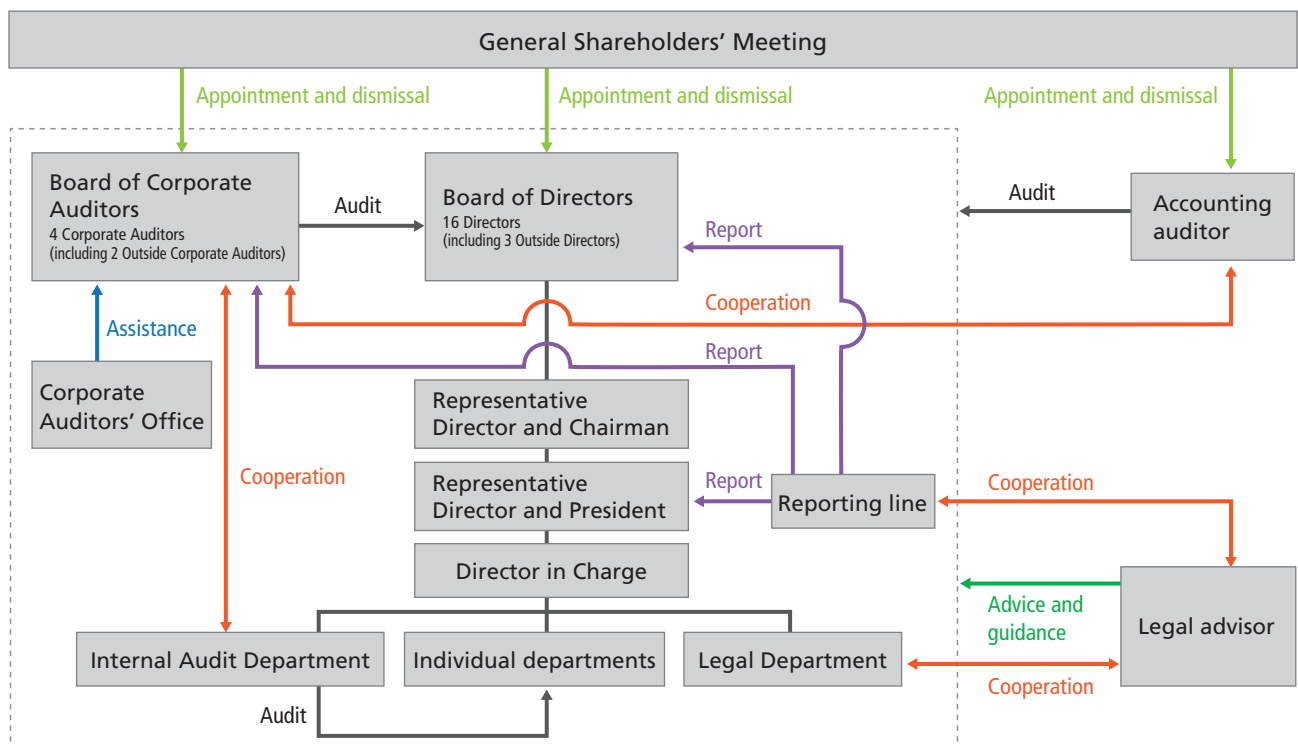 General Shareholders’ Meeting
Appointment and dismissal
Appointment and dismissal
Appointment and dismissal
Board of Corporate
Auditors
4 Corporate Auditors
(including 2 Outside Corporate Auditors)
Audit
Board of Directors
16 Directors
(including 3 Outside Directors)
Report
Audit
Accounting
auditor
Cooperation
Assistance
Report
Corporate
Auditors’ Office
Representative
Director and Chairman
Cooperation
Representative
Director and President
Report
Reporting line
Cooperation
Director in Charge
Advice and
guidance
Legal advisor
Internal Audit Department
Individual departments
Legal Department
Cooperation
Audit